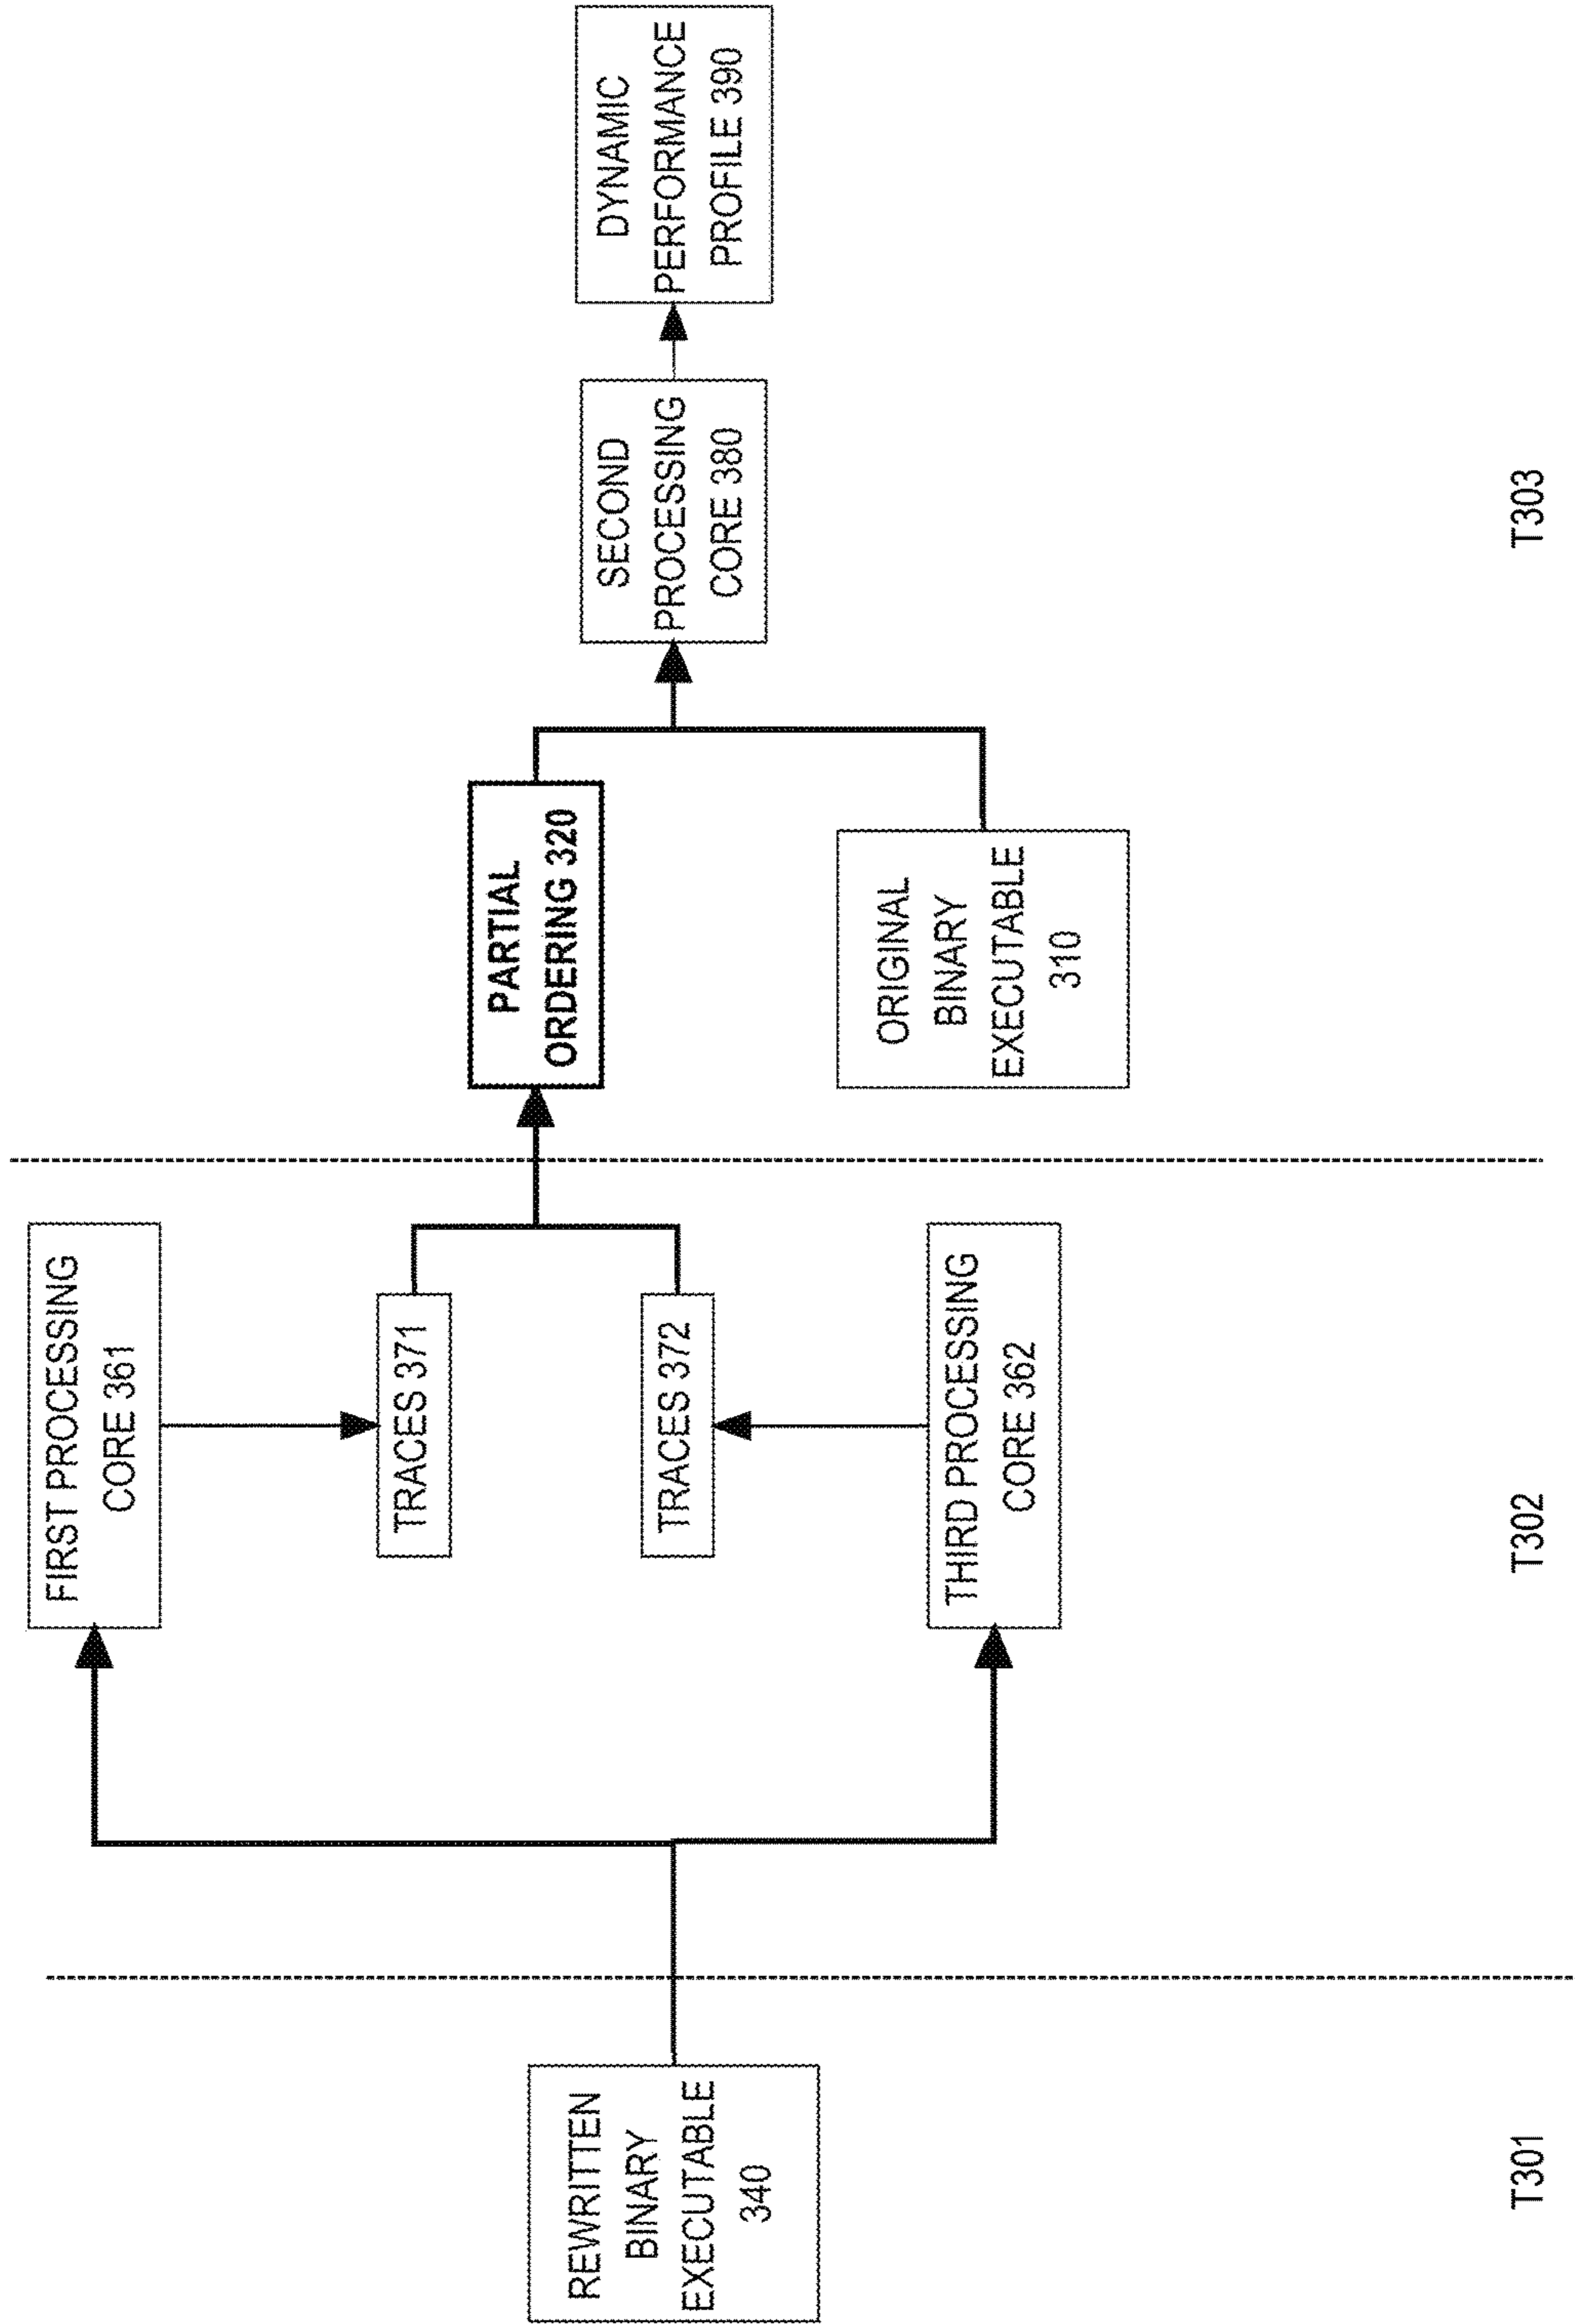 REWRITTEN
BINARY
EXECUTABLE
340
FIRST PROCESSING
CORE 361
TRACES 371
TRACES 372
THIRD PROCESSING
CORE 362
PARTIAL
ORDERING 320
ORIGINAL
BINARY
EXECUTABLE
310
SECOND
PROCESSING
CORE 380
DYNAMIC
PERFORMANCE
PROFILE 390
T301
T302
T303